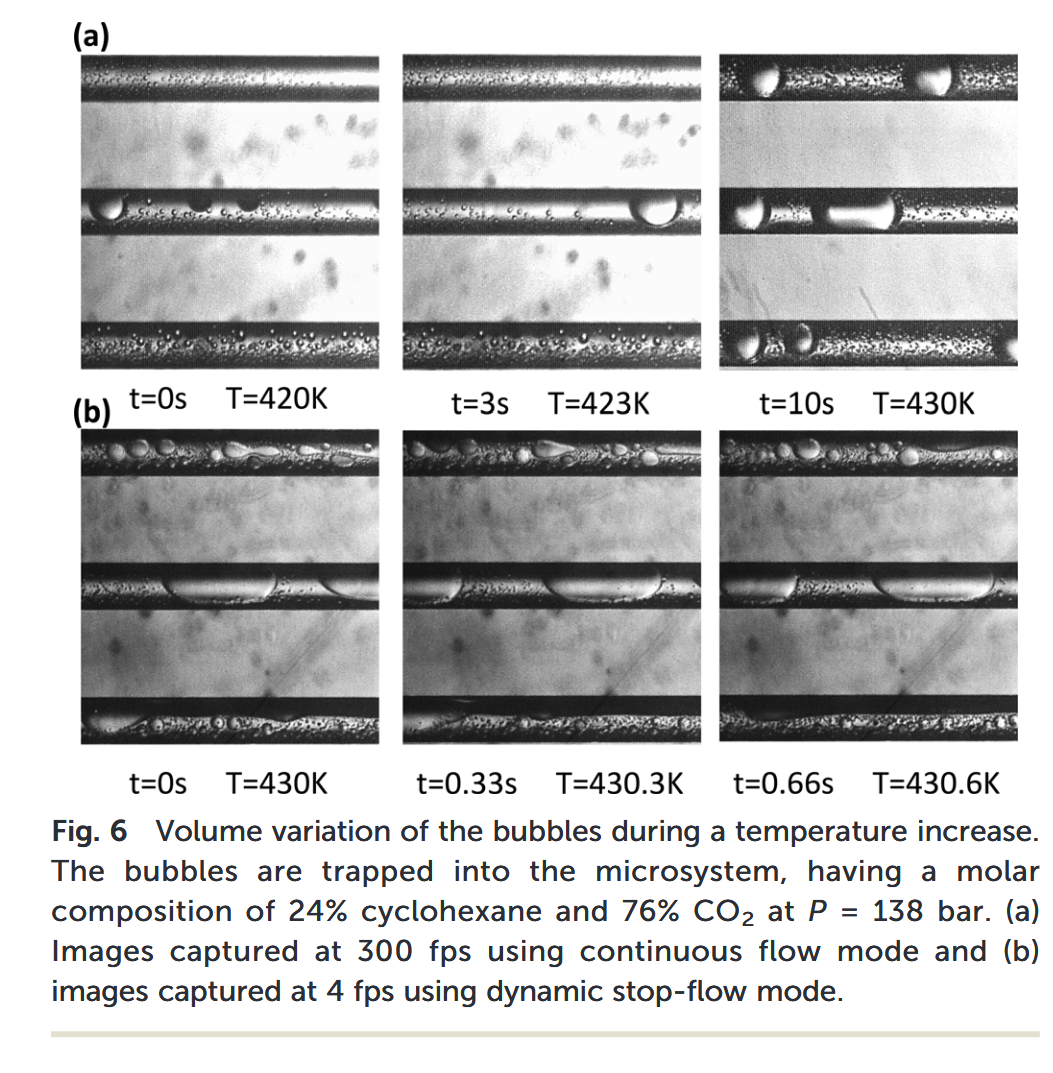 (a)
t=0s T=420K
t=3s T=423K
t=10s T=430K
(b)
t=0s T=430K
t=0.33s T=430.3K
t=0.66s T=430.6K
Fig. 6 Volume variation of the bubbles during a temperature increase.
The bubbles are trapped into the microsystem, having a molar
composition of 24% cyclohexane and 76% CO₂ at P = 138 bar. (a)
Images captured at 300 fps using continuous flow mode and (b)
images captured at 4 fps using dynamic stop-flow mode.